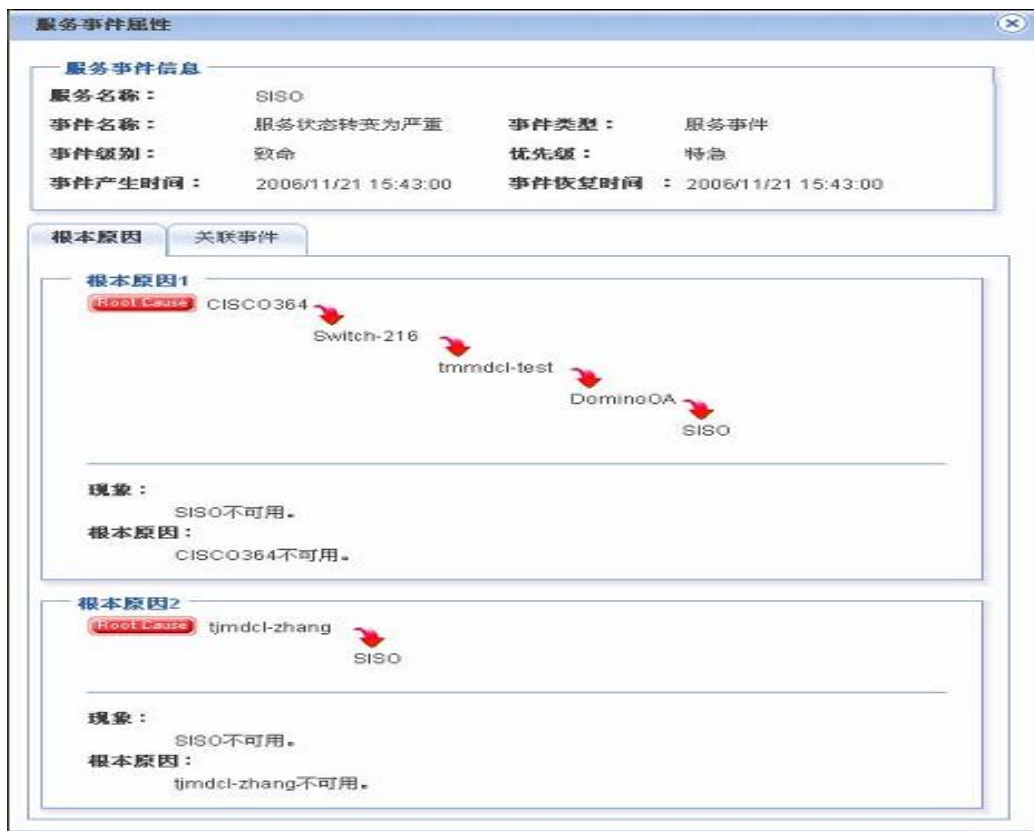 服务事件属性
服务事件信息
服务名称： SISO
事件名称： 服务状态转变为严重 事件类型： 服务事件
事件级别： 致命 优先级： 特急
事件产生时间： 2006/11/21 15:43:00 事件恢复时间 ： 2006/11/21 15:43:00
根本原因 关联事件
根本原因1
Root Cause CISCO364
Switch-216
tmmdcl-test
DominoOA
SISO
现象：
SISO不可用。
根本原因：
CISCO364不可用。
根本原因2
Root Cause tjmdcl-zhang
SISO
现象：
SISO不可用。
根本原因：
tjmdcl-zhang不可用。